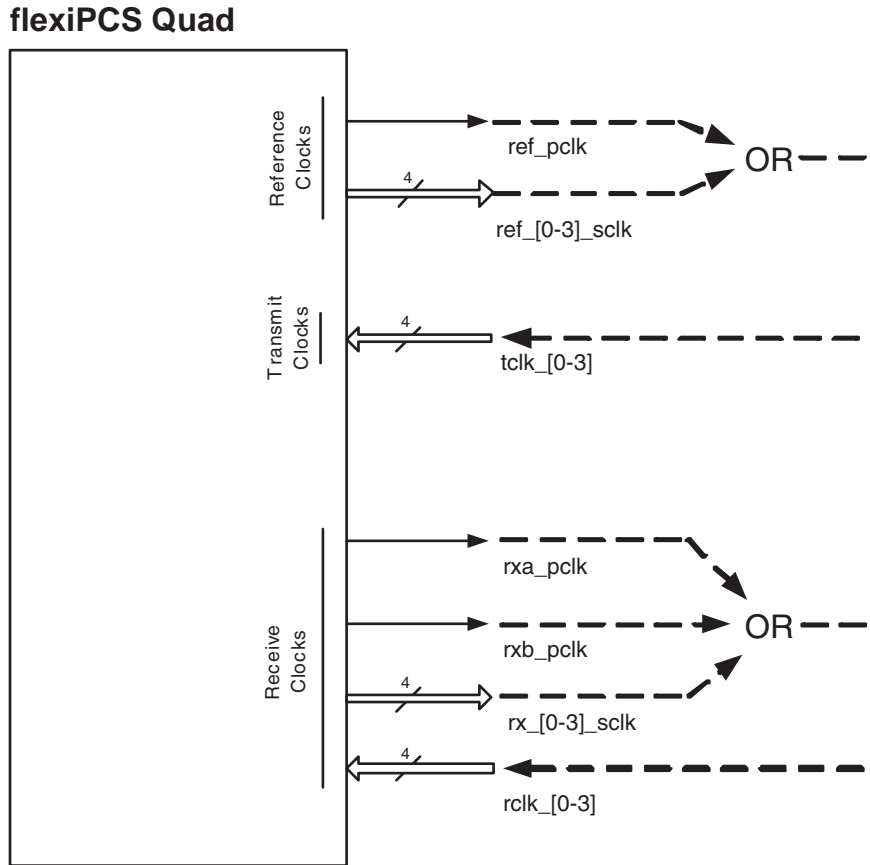 flexiPCS Quad
Reference
Clocks
ref_pclk
4
ref_[0-3]_sclk
OR
Transmit
Clocks
4
tclk_[0-3]
Receive
Clocks
rxa_pclk
rxb_pclk
OR
4
rx_[0-3]_sclk
4
rclk_[0-3]